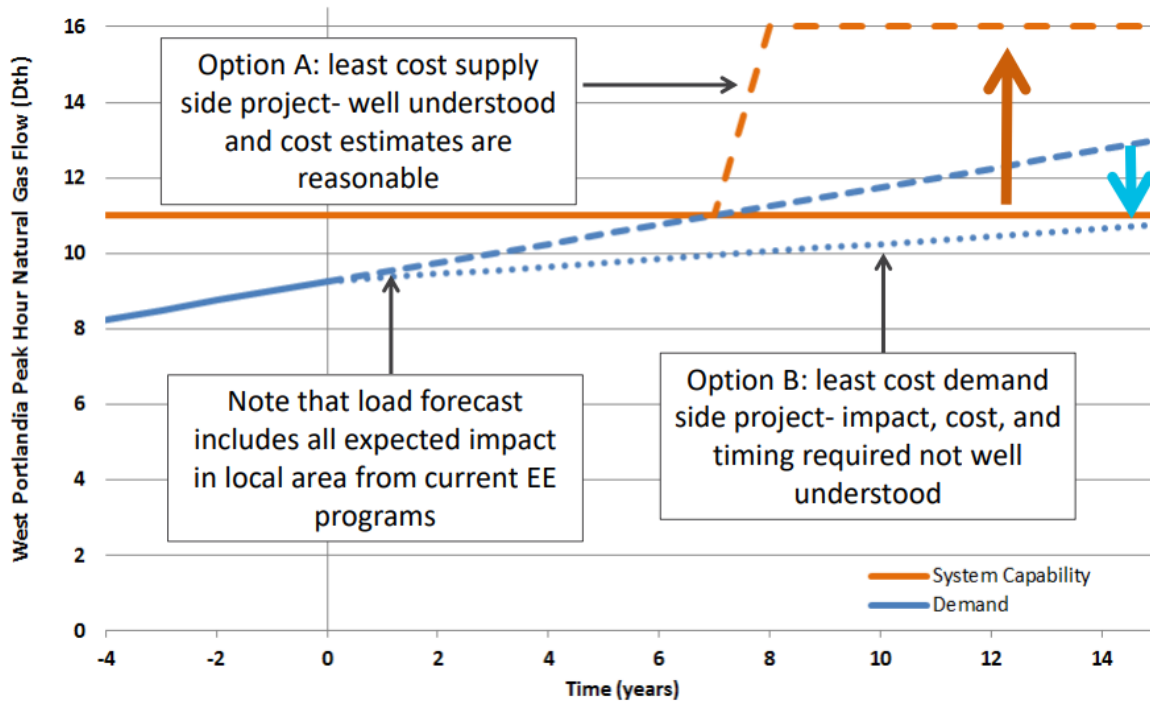 West Portlandia Peak Hour Natural Gas Flow (Dth)
16
14
12
10
8
6
4
2
0
Option A: least cost supply
side project- well understood
and cost estimates are
reasonable
Note that load forecast
includes all expected impact
in local area from current EE
programs
Option B: least cost demand
side project- impact, cost, and
timing required not well
understood
System Capability
Demand
-4 -2 0 2 4 6 8 10 12 14
Time (years)